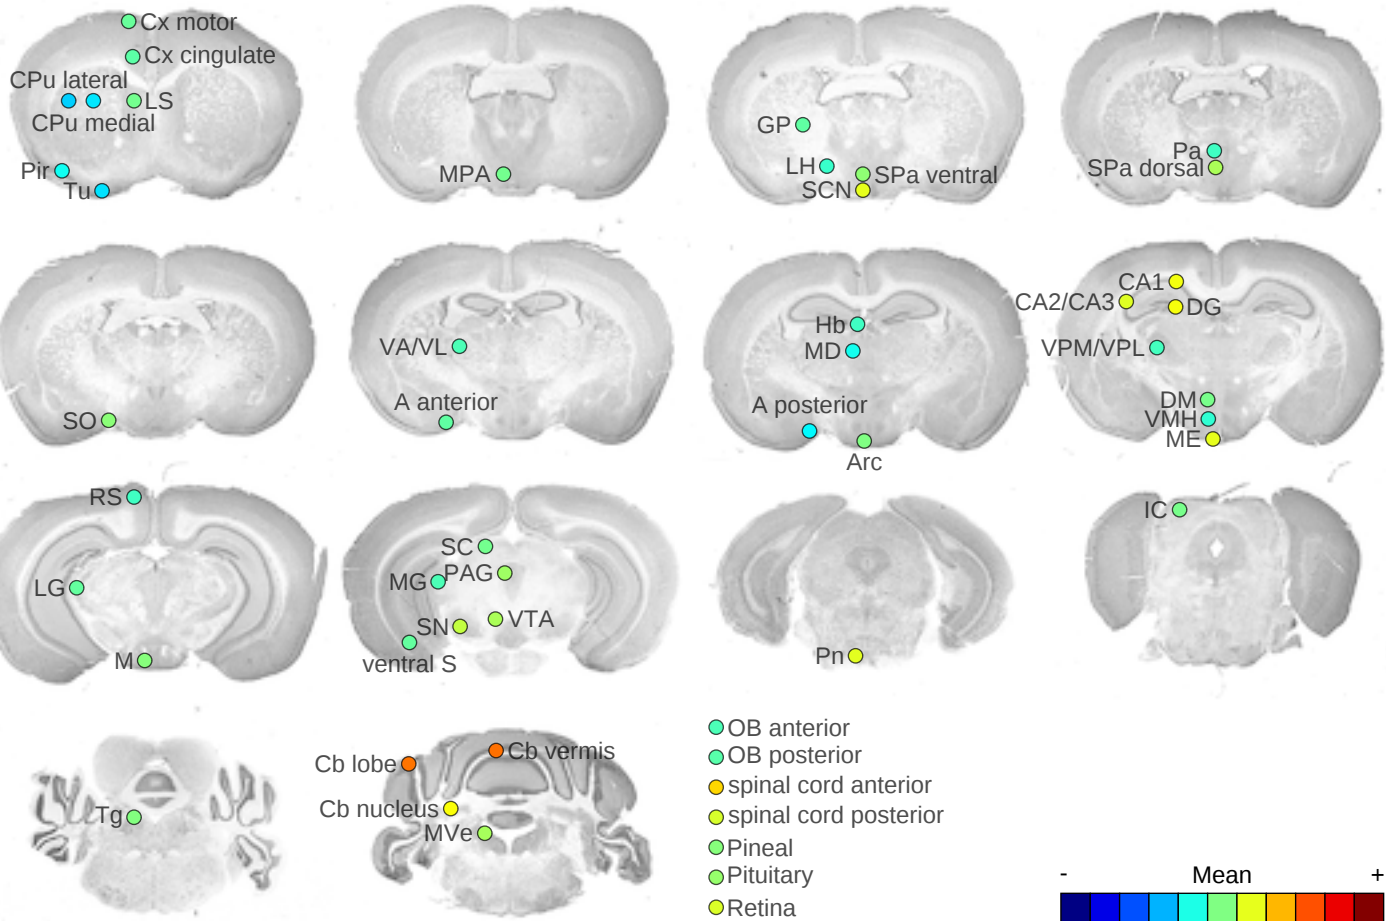 Cx motor
Cx cingulate
CPu lateral
LS
CPu medial
Pir
Tu
MPA
GP
LH
SPa ventral
SCN
Pa
SPa dorsal
SO
VA/VL
A anterior
Hb
MD
A posterior
Arc
CA1
CA2/CA3
DG
VPM/VPL
DM
VMH
ME
RS
LG
M
SC
MG
PAG
SN
VTA
ventral S
Pn
IC
Tg
Cb lobe
Cb vermis
Cb nucleus
MVe
OB anterior
OB posterior
spinal cord anterior
spinal cord posterior
Pineal
Pituitary
Retina
- Mean +